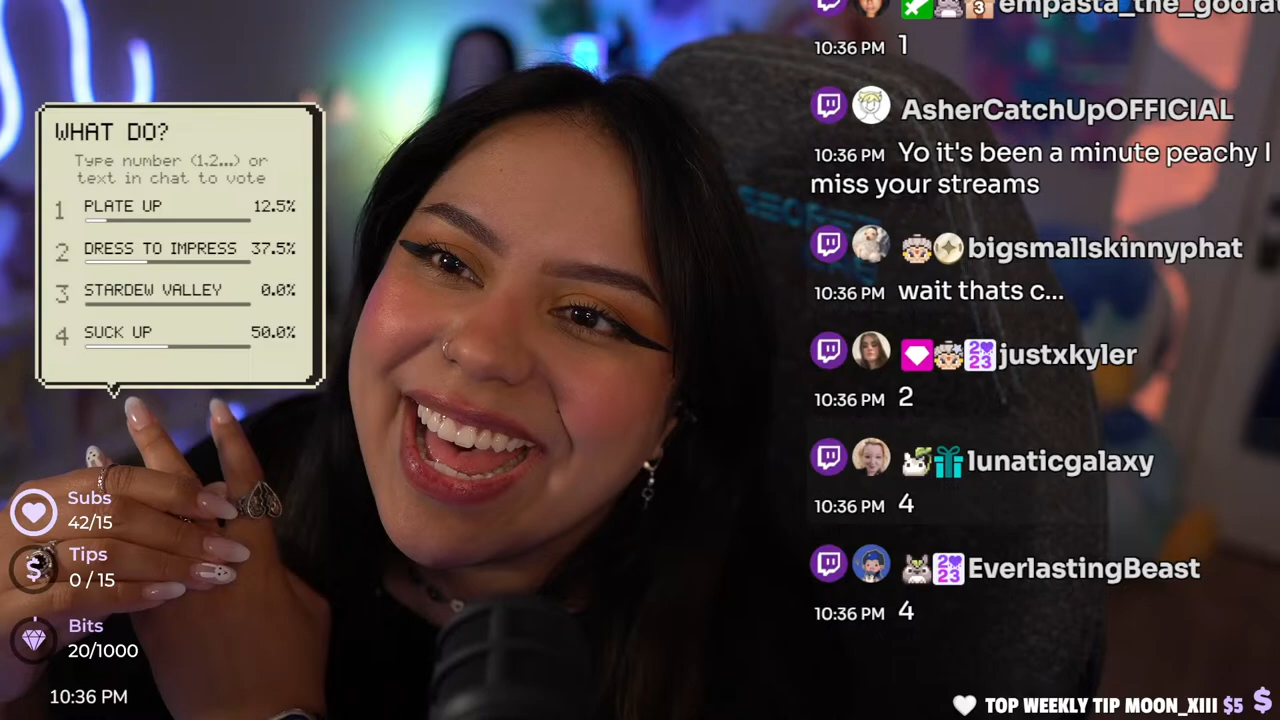 WHAT DO?
Type number (1,2...) or
text in chat to vote
1 PLATE UP 12.5%
2 DRESS TO IMPRESS 37.5%
3 STARDEW VALLEY 0.0%
4 SUCK UP 50.0%
Subs
42/15
Tips
0 / 15
Bits
20/1000
10:36 PM
10:36 PM 1
AsherCatchUpOFFICIAL
10:36 PM Yo it's been a minute peachy I
miss your streams
bigsmallskinnyphat
10:36 PM wait thats c...
justxkyler
10:36 PM 2
lunaticgalaxy
10:36 PM 4
EverlastingBeast
10:36 PM 4
TOP WEEKLY TIP MOON_XIII $5
SECRET